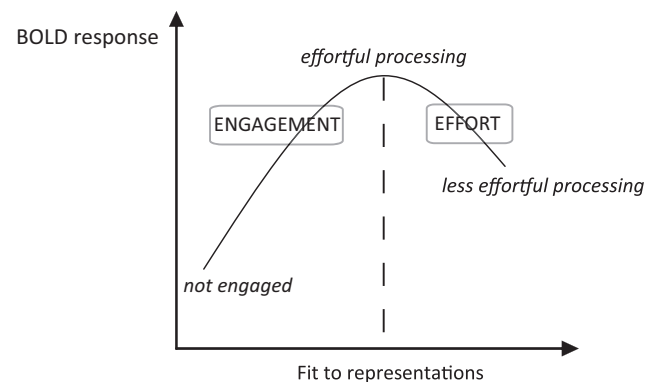 BOLD response
effortful processing
ENGAGEMENT
EFFORT
less effortful processing
not engaged
Fit to representations